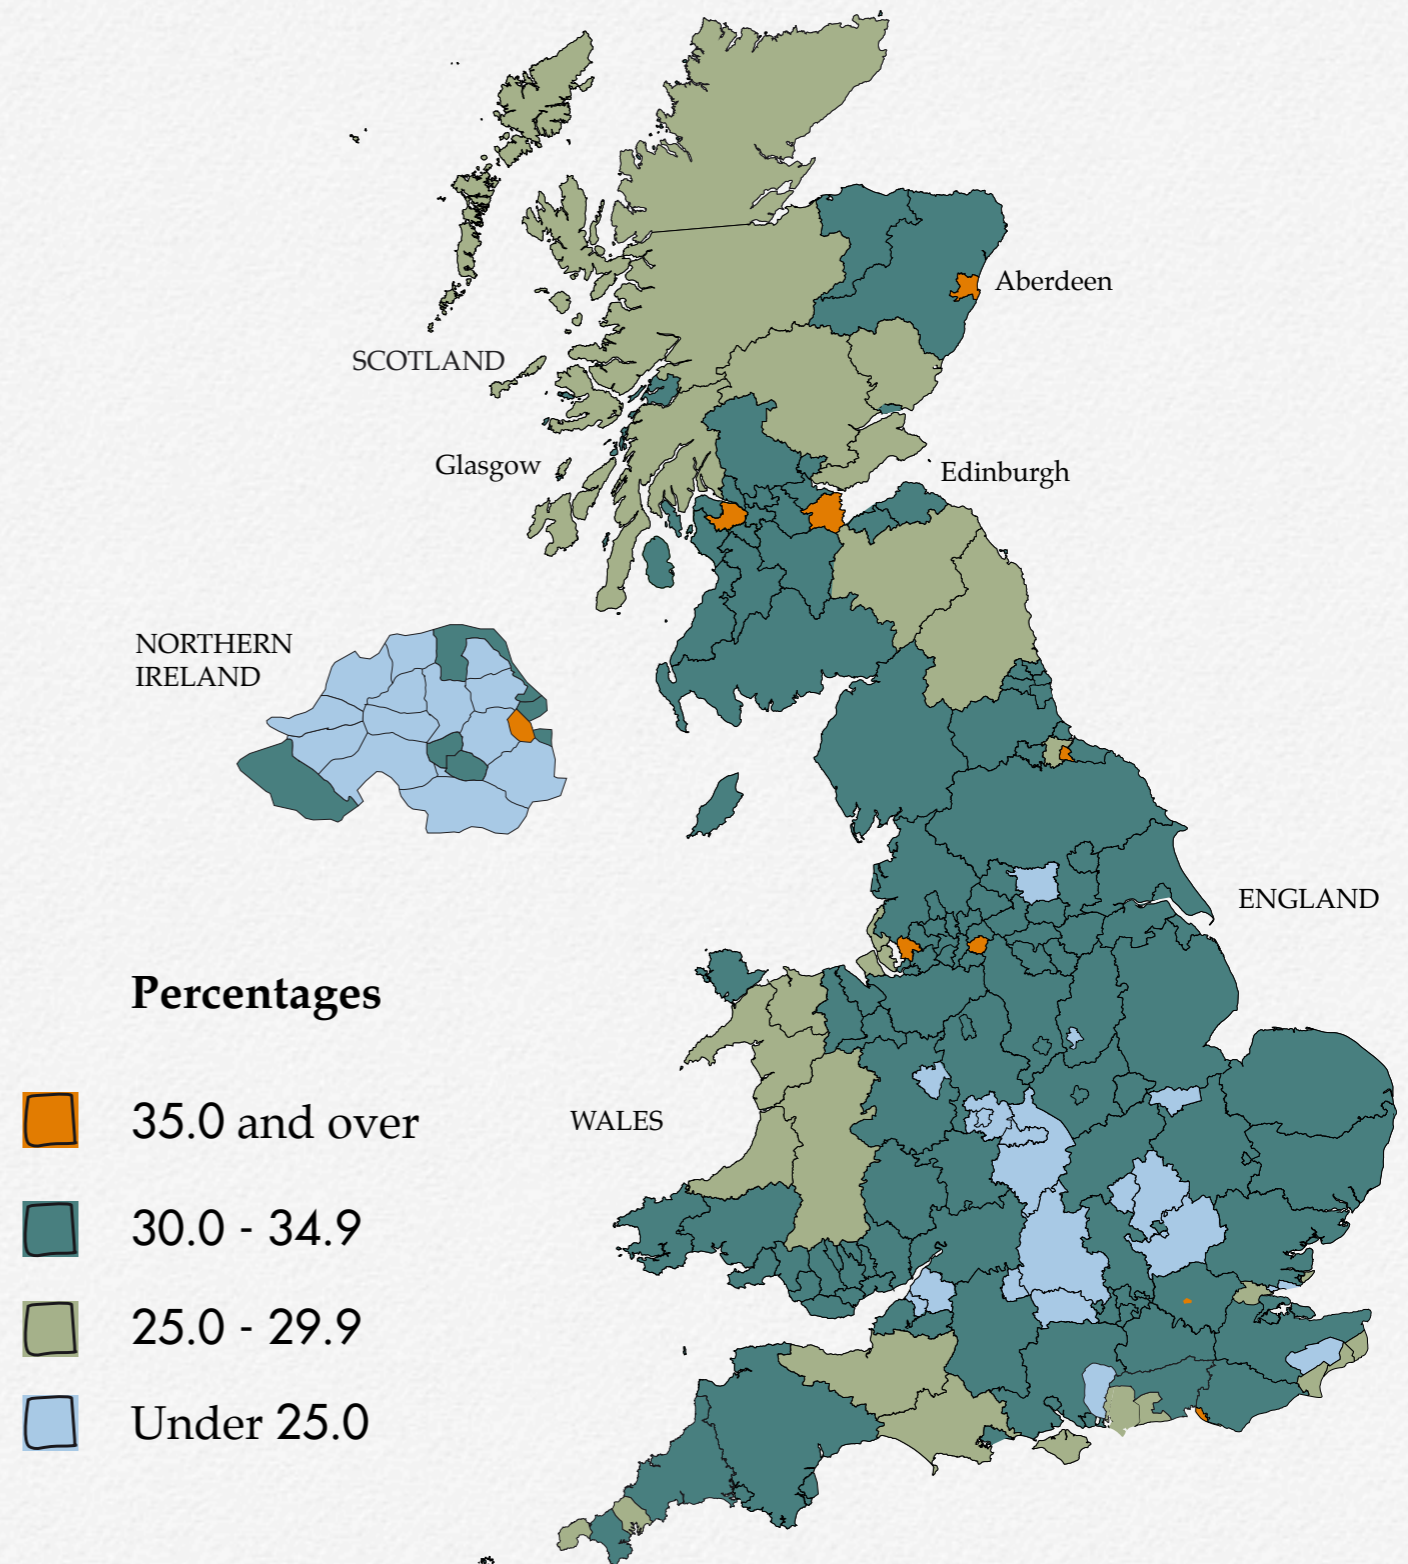 Aberdeen
SCOTLAND
Glasgow
Edinburgh
NORTHERN
IRELAND
ENGLAND
Percentages
35.0 and over
WALES
30.0 - 34.9
25.0 - 29.9
Under 25.0